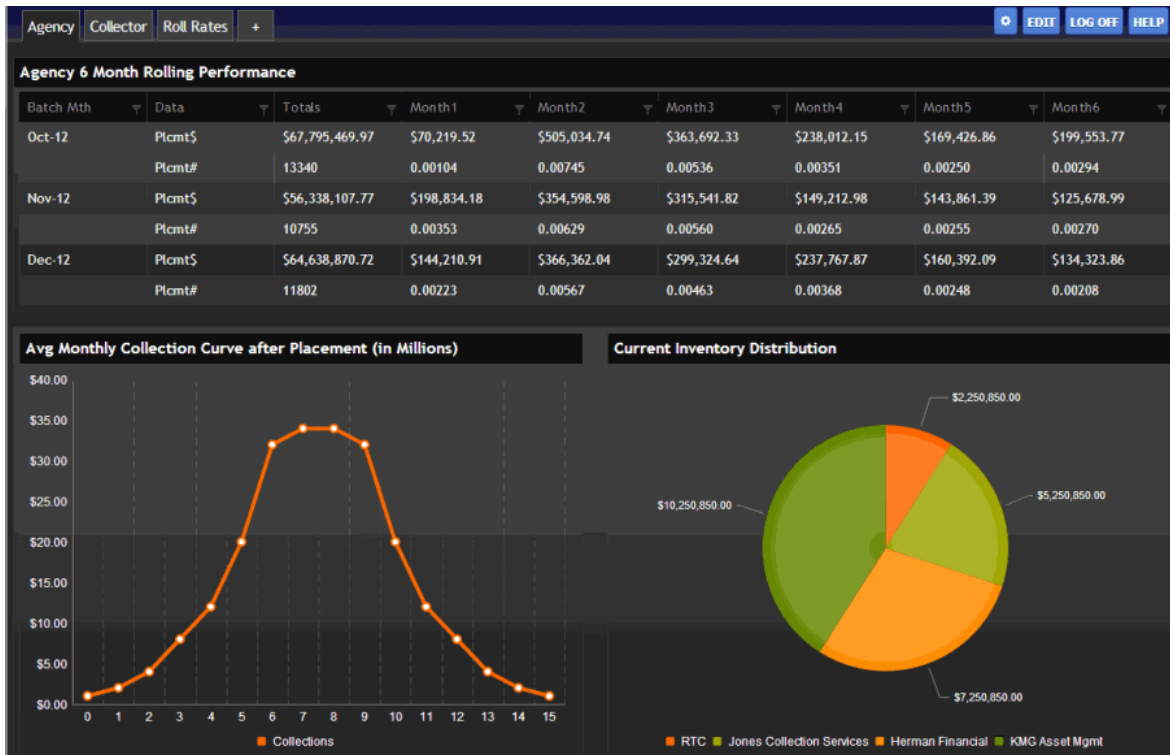 Agency Collector Roll Rates + EDIT LOG OFF HELP
Agency 6 Month Rolling Performance
Batch Mth Data Totals Month1 Month2 Month3 Month4 Month5 Month6
Oct-12 Plcmt$ $67,795,469.97 $70,219.52 $505,034.74 $363,692.33 $238,012.15 $169,426.86 $199,553.77
Plcmt# 13340 0.00104 0.00745 0.00536 0.00351 0.00250 0.00294
Nov-12 Plcmt$ $56,338,107.77 $198,834.18 $354,598.98 $315,541.82 $149,212.98 $143,861.39 $125,678.99
Plcmt# 10755 0.00353 0.00629 0.00560 0.00265 0.00255 0.00270
Dec-12 Plcmt$ $64,638,870.72 $144,210.91 $366,362.04 $299,324.64 $237,767.87 $160,392.09 $134,323.86
Plcmt# 11802 0.00223 0.00567 0.00463 0.00368 0.00248 0.00208
Avg Monthly Collection Curve after Placement (in Millions)
$40.00
$35.00
$30.00
$25.00
$20.00
$15.00
$10.00
$5.00
$0.00
0 1 2 3 4 5 6 7 8 9 10 11 12 13 14 15
Collections
Current Inventory Distribution
$2,250,850.00
$5,250,850.00
$10,250,850.00
$7,250,850.00
RTC Jones Collection Services Herman Financial KMG Asset Mgmt